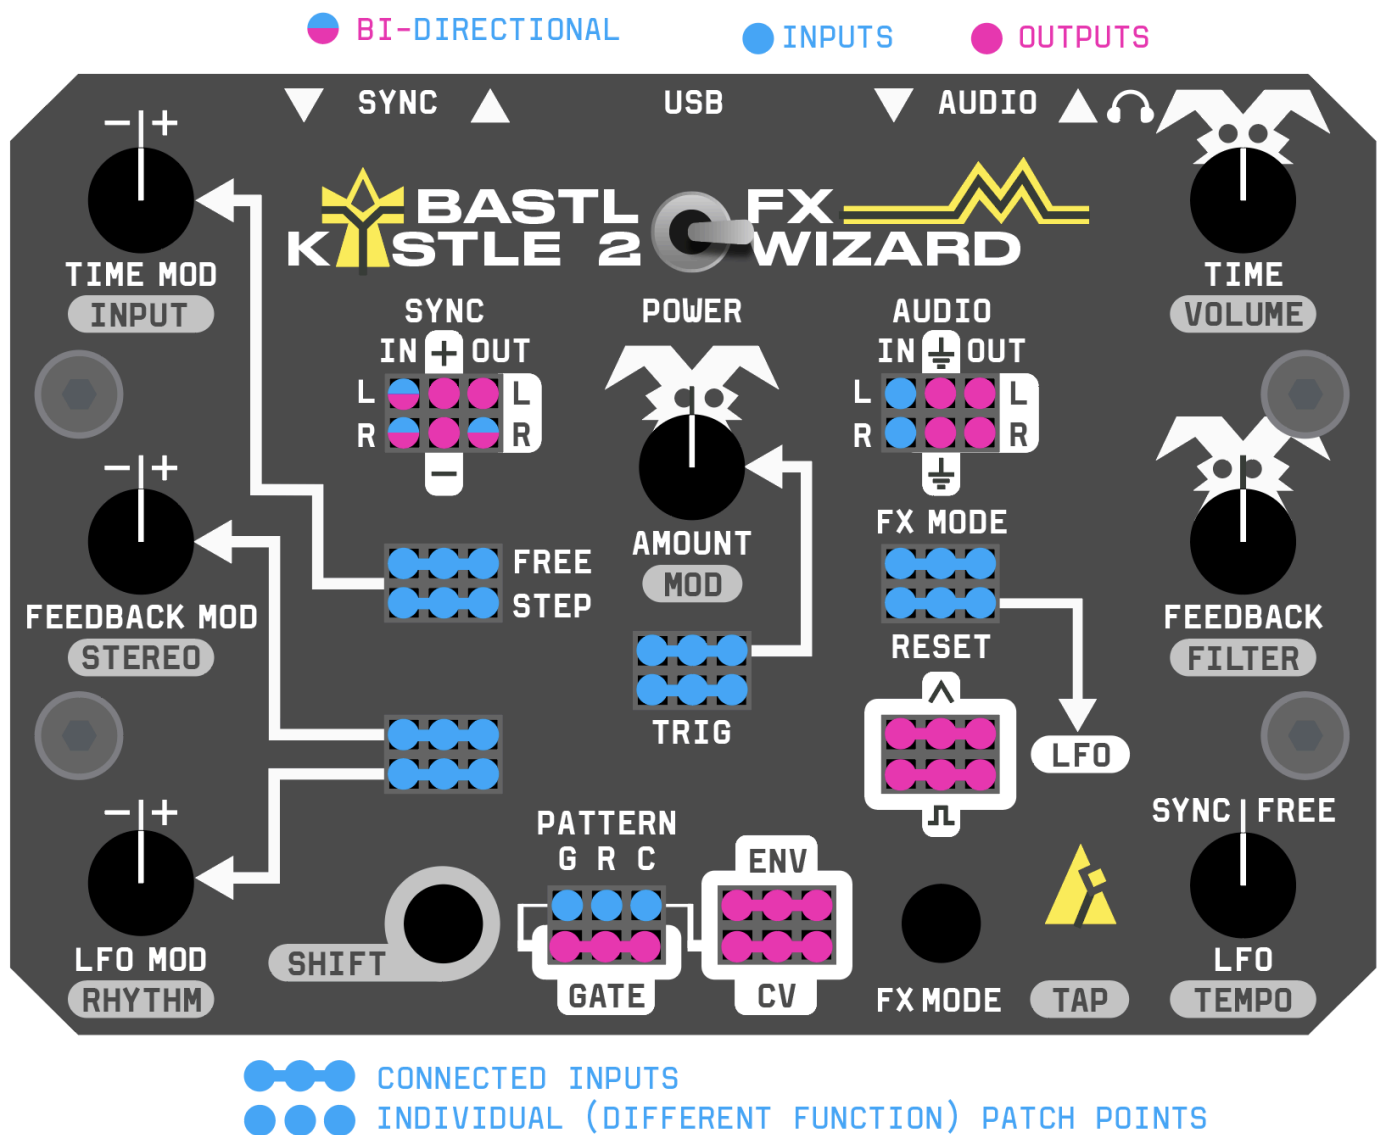 BI-DIRECTIONAL
INPUTS
OUTPUTS
SYNC
USB
AUDIO
- +
BASTL
KASTLE 2
FX
WIZARD
TIME MOD
INPUT
TIME
VOLUME
SYNC
IN + OUT
L L
R R
-
POWER
AUDIO
IN OUT
L L
R R
- +
FREE
STEP
AMOUNT
MOD
FX MODE
RESET
FEEDBACK MOD
STEREO
FEEDBACK
FILTER
TRIG
LFO
- +
SYNC FREE
PATTERN
G R C
ENV
LFO MOD
RHYTHM
SHIFT
GATE
CV
FX MODE
TAP
LFO
TEMPO
CONNECTED INPUTS
INDIVIDUAL (DIFFERENT FUNCTION) PATCH POINTS